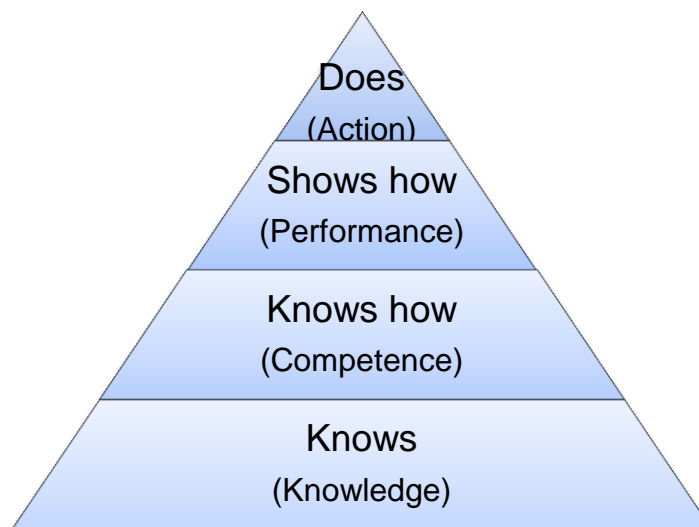 Does
(Action)
Shows how
(Performance)
Knows how
(Competence)
Knows
(Knowledge)